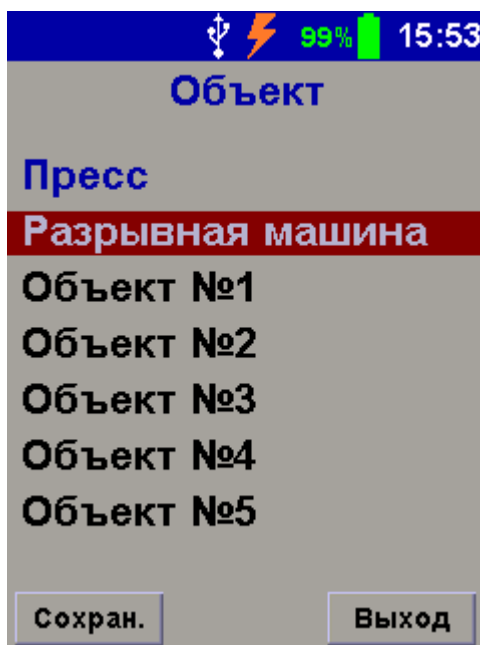 99% 15:53
Объект
Пресс
Разрывная машина
Объект №1
Объект №2
Объект №3
Объект №4
Объект №5
Сохран. Выход